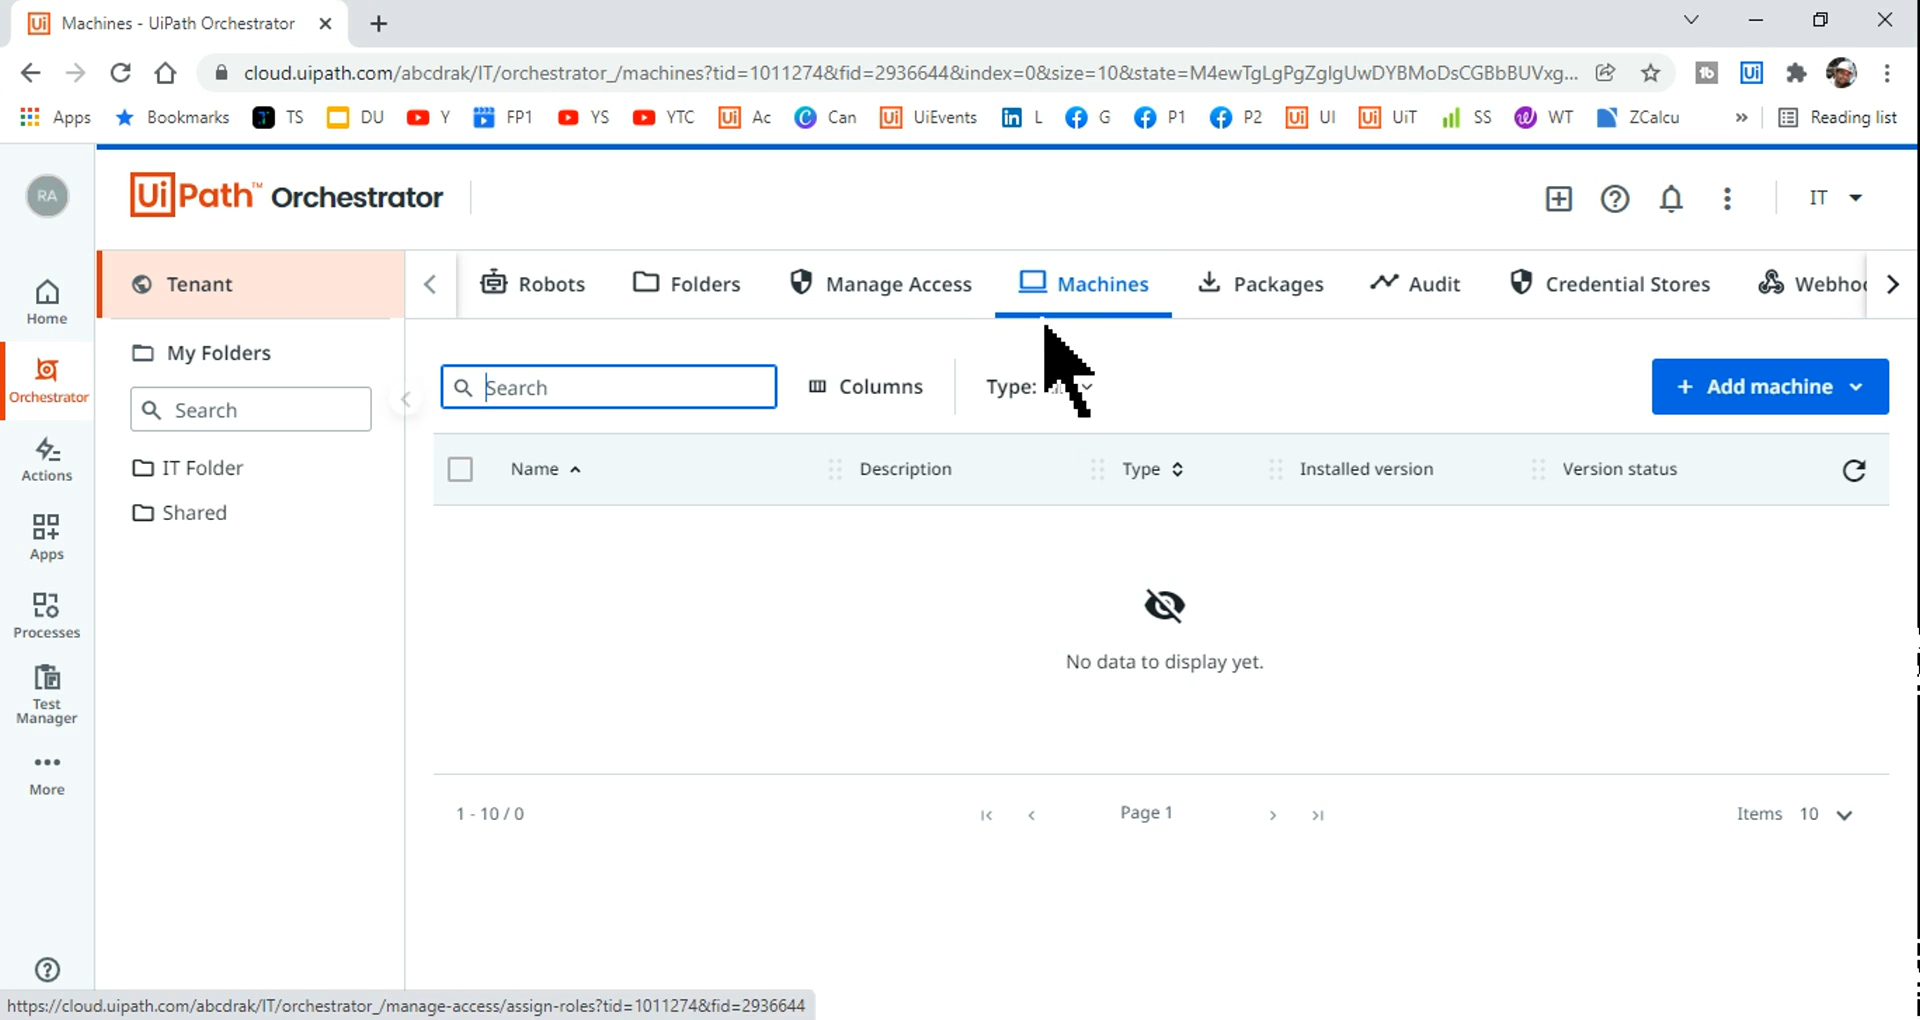 Machines - UiPath Orchestrator
cloud.uipath.com/abcdrak/IT/orchestrator_/machines?tid=1011274&fid=2936644&index=0&size=10&state=M4ewTgLgPgZglgUwDYBMoDsCGBbBUVxg...
Apps
Bookmarks
TS
DU
Y
FP1
YS
YTC
Ac
Can
UiEvents
L
G
P1
P2
UI
UiT
SS
WT
ZCalcu
»
Reading list
RA
UiPath™ Orchestrator
IT
Home
Orchestrator
Actions
Apps
Processes
Test
Manager
More
Tenant
My Folders
Search
IT Folder
Shared
Robots
Folders
Manage Access
Machines
Packages
Audit
Credential Stores
Webhoo
Search
Columns
Type:
+ Add machine
Name
Description
Type
Installed version
Version status
No data to display yet.
1 - 10 / 0
Page 1
Items 10
https://cloud.uipath.com/abcdrak/IT/orchestrator_/manage-access/assign-roles?tid=1011274&fid=2936644